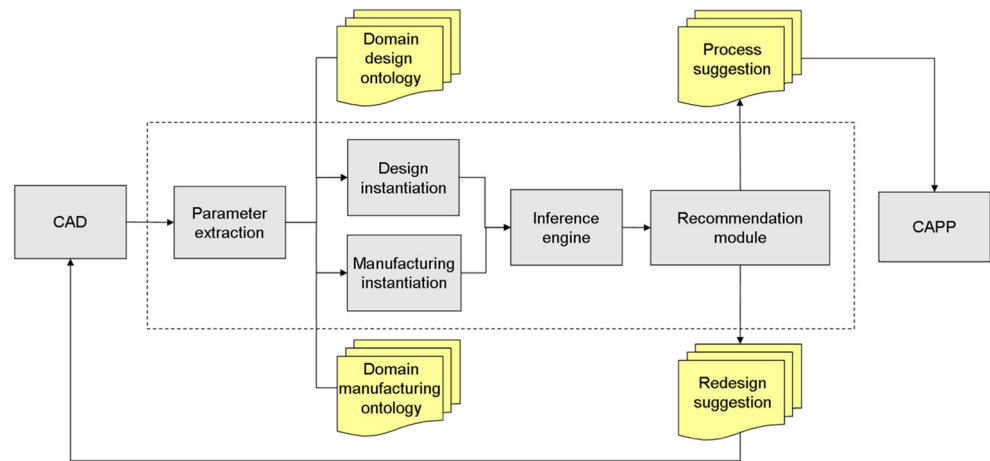 Domain
design
ontology
Process
suggestion
CAD
Parameter
extraction
Design
instantiation
Manufacturing
instantiation
Inference
engine
Recommendation
module
CAPP
Domain
manufacturing
ontology
Redesign
suggestion